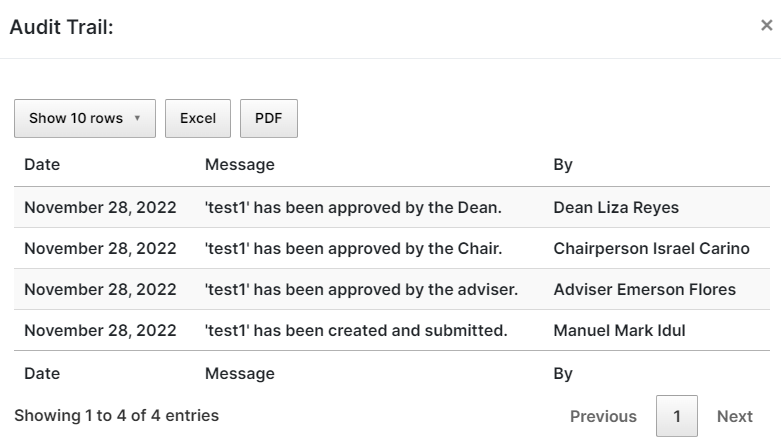 Audit Trail:
×
Show 10 rows ▼ Excel PDF
Date Message By
November 28, 2022 'test1' has been approved by the Dean. Dean Liza Reyes
November 28, 2022 'test1' has been approved by the Chair. Chairperson Israel Carino
November 28, 2022 'test1' has been approved by the adviser. Adviser Emerson Flores
November 28, 2022 'test1' has been created and submitted. Manuel Mark Idul
Date Message By
Showing 1 to 4 of 4 entries Previous 1 Next